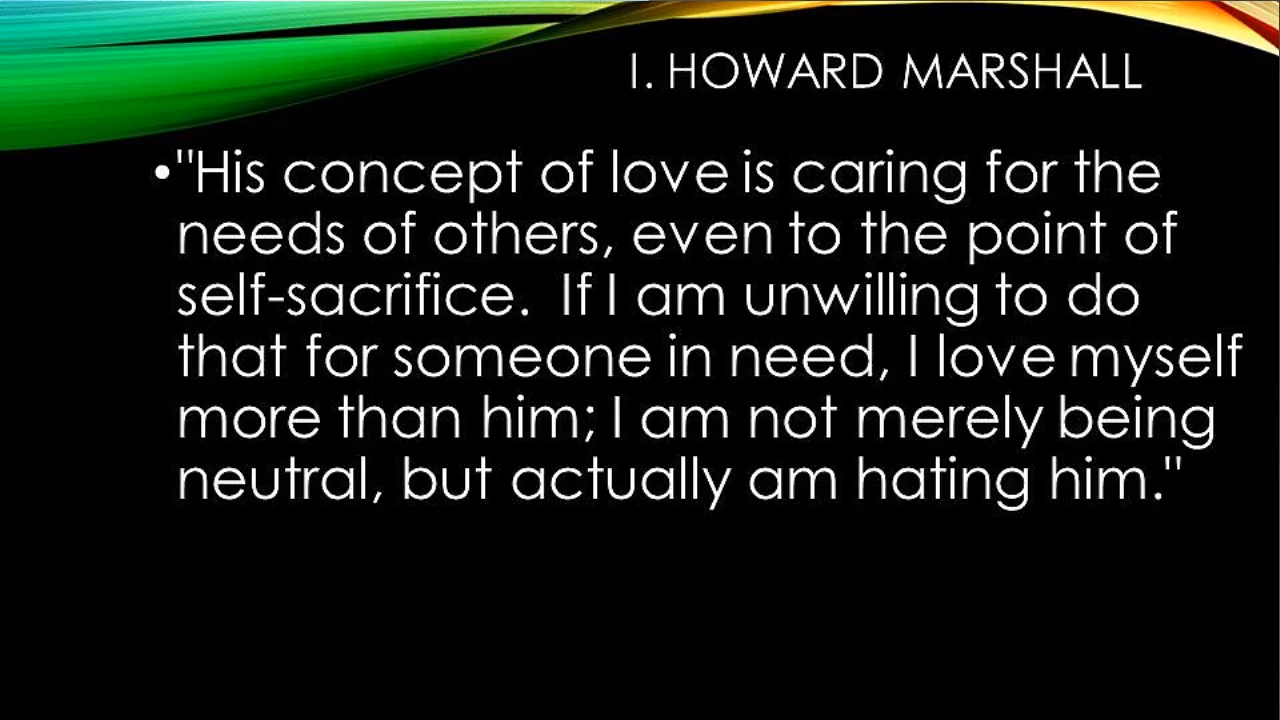 I. HOWARD MARSHALL
•"His concept of love is caring for the
needs of others, even to the point of
self-sacrifice.  If I am unwilling to do
that for someone in need, I love myself
more than him; I am not merely being
neutral, but actually am hating him."